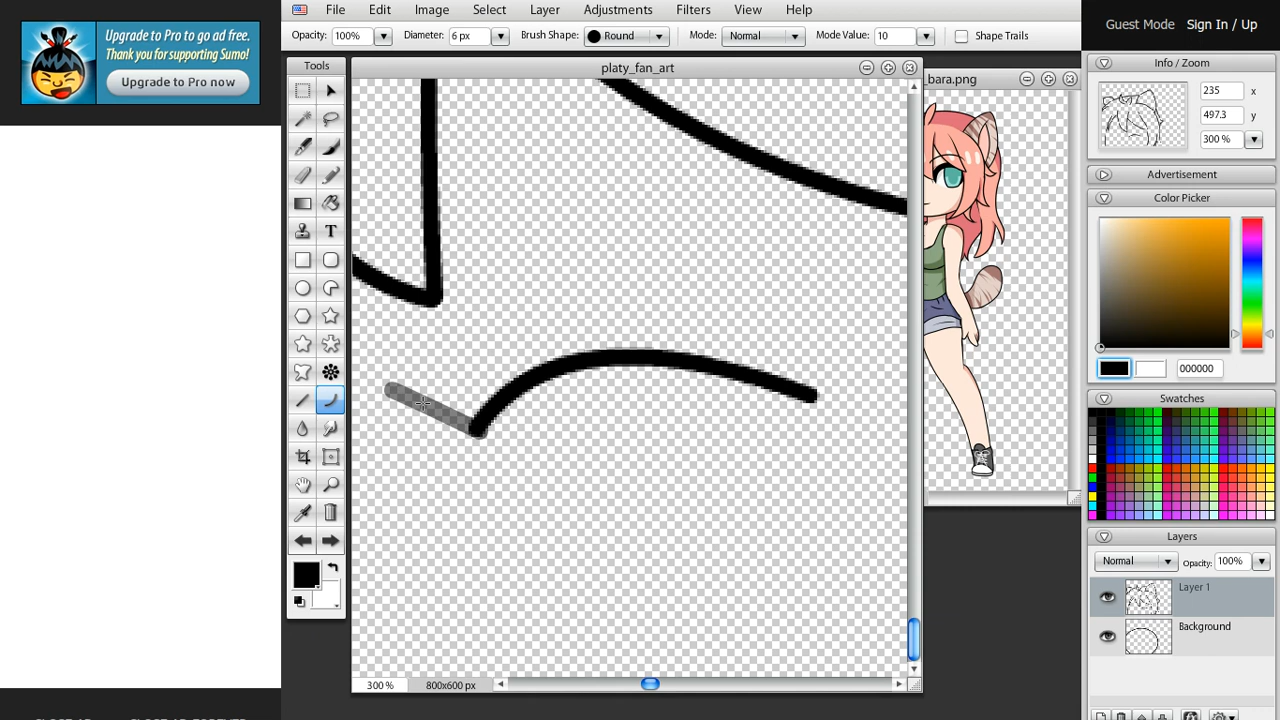 Upgrade to Pro to go ad free.
Thank you for supporting Sumo!
Upgrade to Pro now
File Edit Image Select Layer Adjustments Filters View Help
Guest Mode Sign In / Up
Opacity: 100% Diameter: 6 px Brush Shape: Round Mode: Normal Mode Value: 10 Shape Trails
Tools
platy_fan_art
_bara.png
T
300 % 800x600 px
Info / Zoom
235 x
497.3 y
300 %
Advertisement
Color Picker
000000
Swatches
Layers
Normal Opacity: 100%
Layer 1
Background